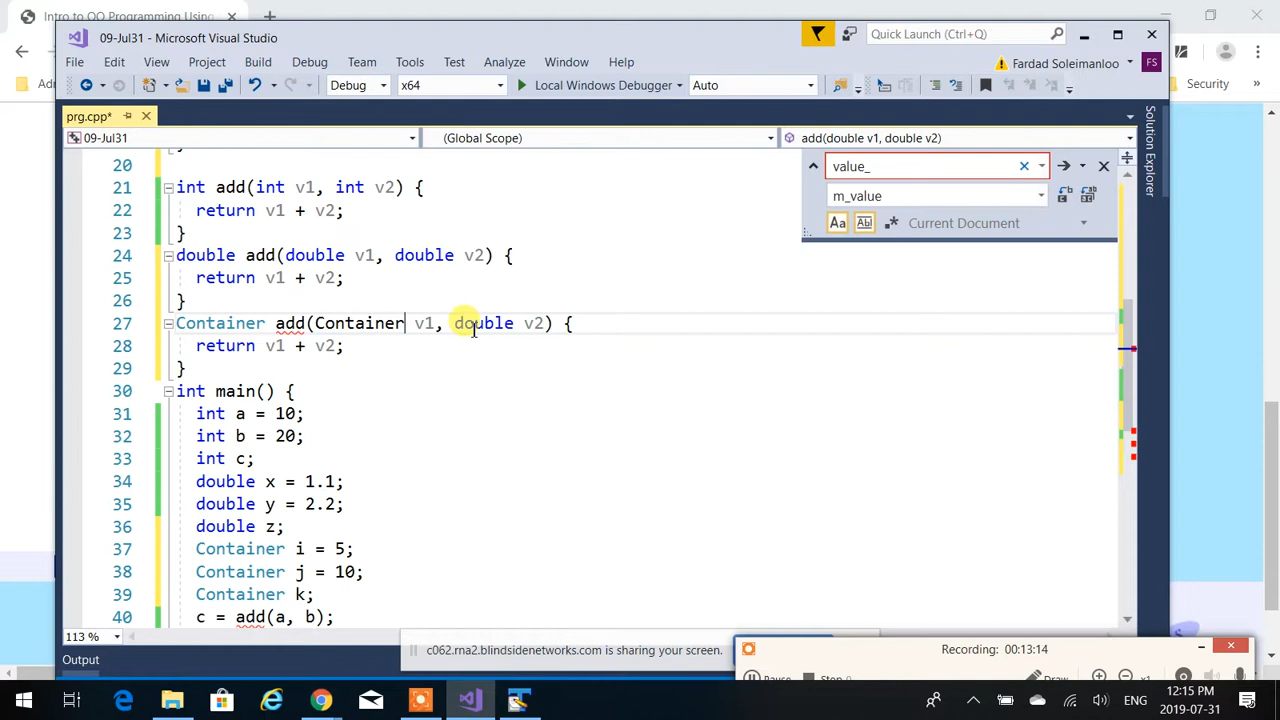 Intro to OO Programming Using
09-Jul31 - Microsoft Visual Studio
Quick Launch (Ctrl+Q)
File Edit View Project Build Debug Team Tools Test Analyze Window Help
Fardad Soleimanloo FS
Debug x64 Local Windows Debugger Auto
Security
prg.cpp*
09-Jul31 (Global Scope) add(double v1, double v2)
Solution Explorer
value_
m_value
Aa Ab Current Document
20 }
21 int add(int v1, int v2) {
22 return v1 + v2;
23 }
24 double add(double v1, double v2) {
25 return v1 + v2;
26 }
27 Container add(Container v1, double v2) {
28 return v1 + v2;
29 }
30 int main() {
31 int a = 10;
32 int b = 20;
33 int c;
34 double x = 1.1;
35 double y = 2.2;
36 double z;
37 Container i = 5;
38 Container j = 10;
39 Container k;
40 c = add(a, b);
113 %
c062.rna2.blindsidenetworks.com is sharing your screen.
Recording: 00:13:14
Output
Pause Stop Draw x1
ENG
12:15 PM
2019-07-31